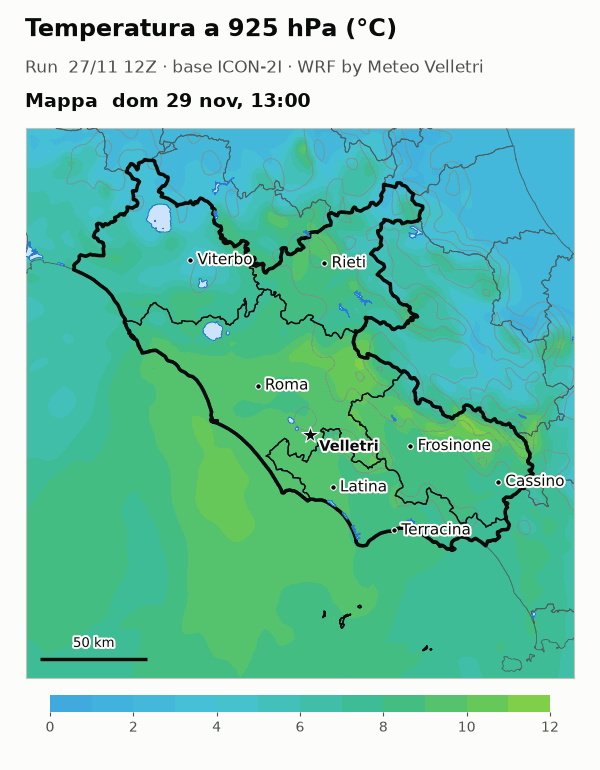 Temperatura a 925 hPa (°C)
Run  27/11 12Z · base ICON-2I · WRF by Meteo Velletri
Mappa  dom 29 nov, 13:00
Viterbo
Rieti
Roma
Velletri
Frosinone
Cassino
Latina
Terracina
50 km
0 2 4 6 8 10 12